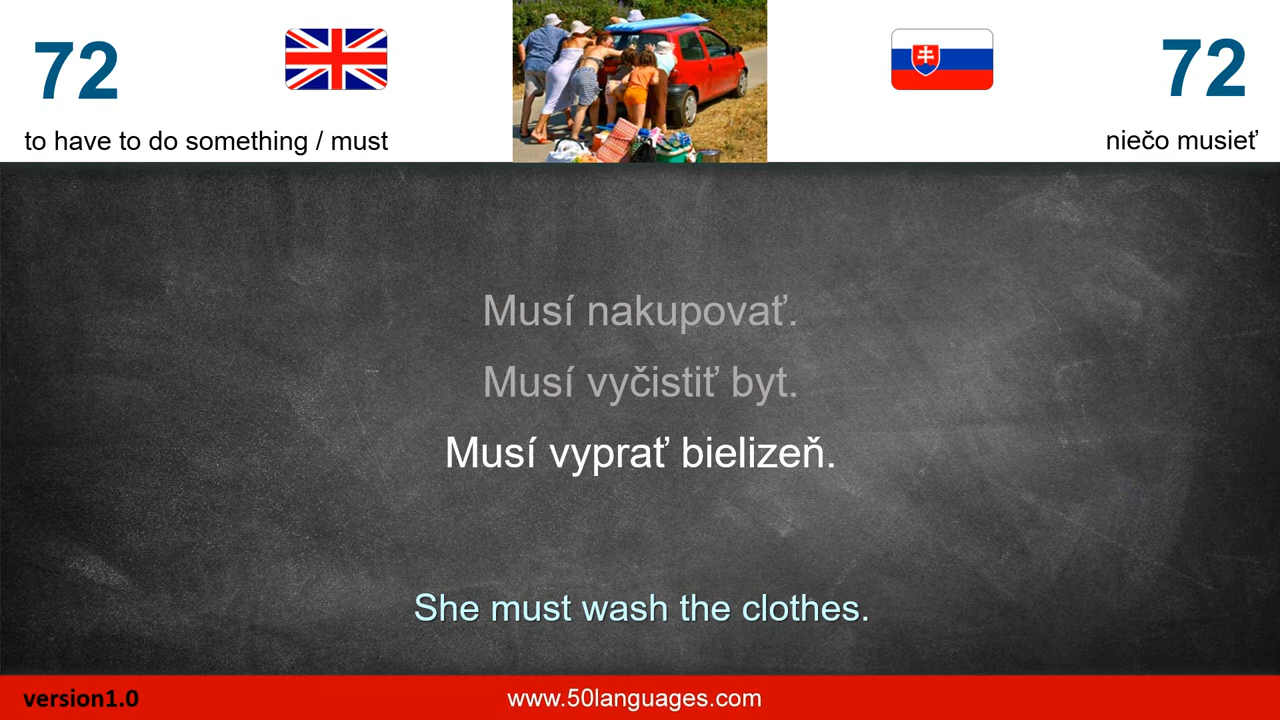 72
72
to have to do something / must
niečo musieť
Musí nakupovať.
Musí vyčistiť byt.
Musí vyprať bielizeň.
She must wash the clothes.
version1.0
www.50languages.com